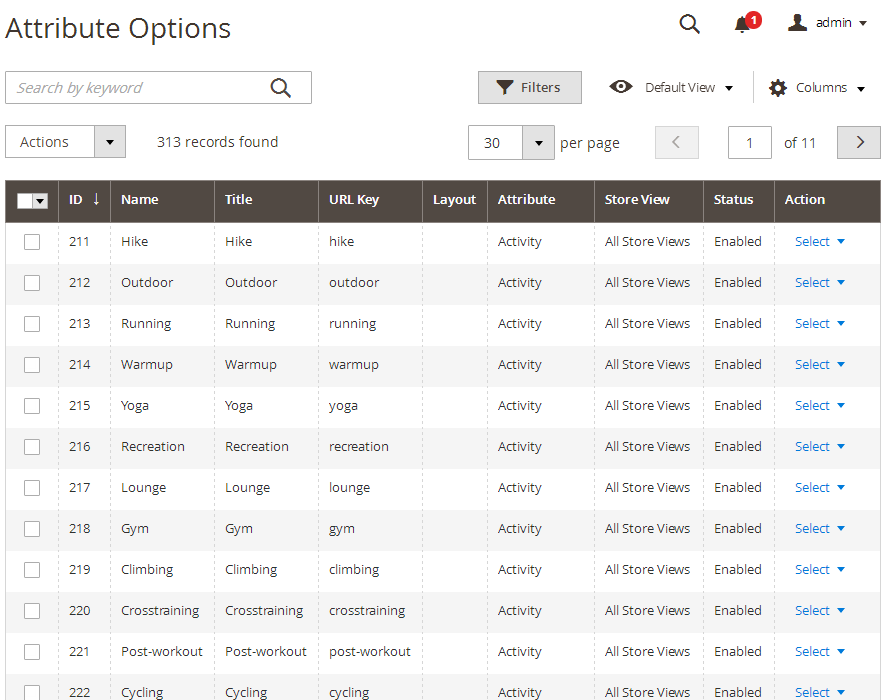 Attribute Options
1
admin
Search by keyword
Filters
Default View
Columns
Actions
313 records found
30
per page
1
of 11
ID ↓ Name Title URL Key Layout Attribute Store View Status Action
211 Hike Hike hike Activity All Store Views Enabled Select
212 Outdoor Outdoor outdoor Activity All Store Views Enabled Select
213 Running Running running Activity All Store Views Enabled Select
214 Warmup Warmup warmup Activity All Store Views Enabled Select
215 Yoga Yoga yoga Activity All Store Views Enabled Select
216 Recreation Recreation recreation Activity All Store Views Enabled Select
217 Lounge Lounge lounge Activity All Store Views Enabled Select
218 Gym Gym gym Activity All Store Views Enabled Select
219 Climbing Climbing climbing Activity All Store Views Enabled Select
220 Crosstraining Crosstraining crosstraining Activity All Store Views Enabled Select
221 Post-workout Post-workout post-workout Activity All Store Views Enabled Select
222 Cycling Cycling cycling Activity All Store Views Enabled Select